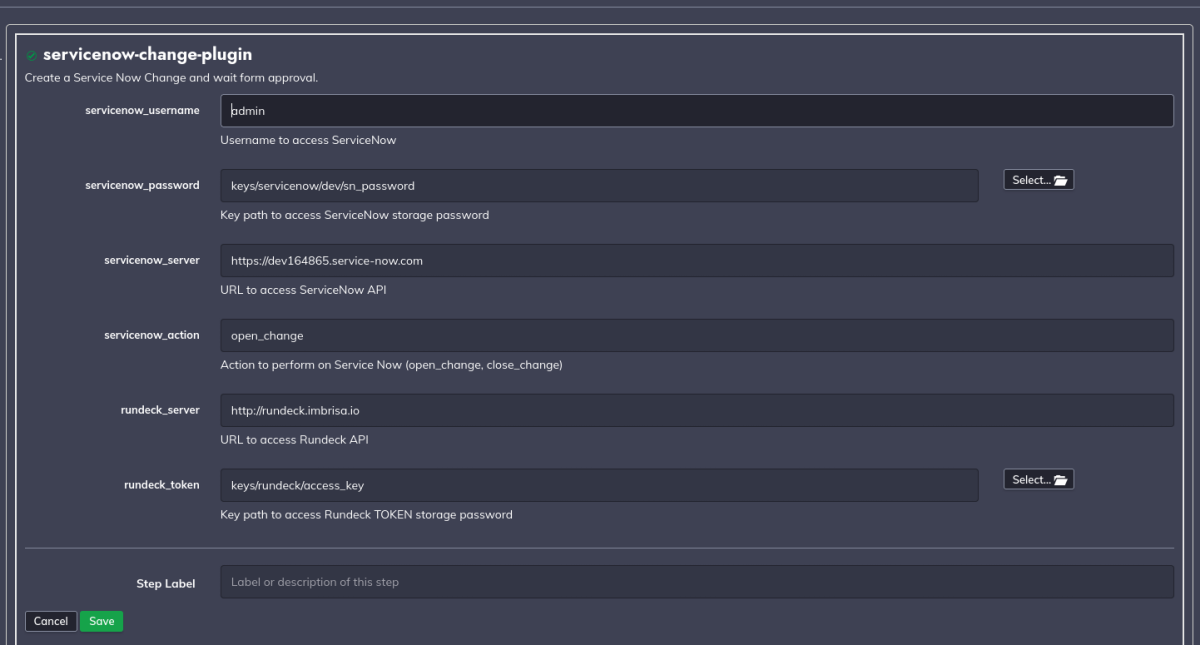 servicenow-change-plugin
Create a Service Now Change and wait form approval.
servicenow_username admin
Username to access ServiceNow
servicenow_password keys/servicenow/dev/sn_password Select...
Key path to access ServiceNow storage password
servicenow_server https://dev164865.service-now.com
URL to access ServiceNow API
servicenow_action open_change
Action to perform on Service Now (open_change, close_change)
rundeck_server http://rundeck.imbrisa.io
URL to access Rundeck API
rundeck_token keys/rundeck/access_key Select...
Key path to access Rundeck TOKEN storage password
Step Label Label or description of this step
Cancel Save